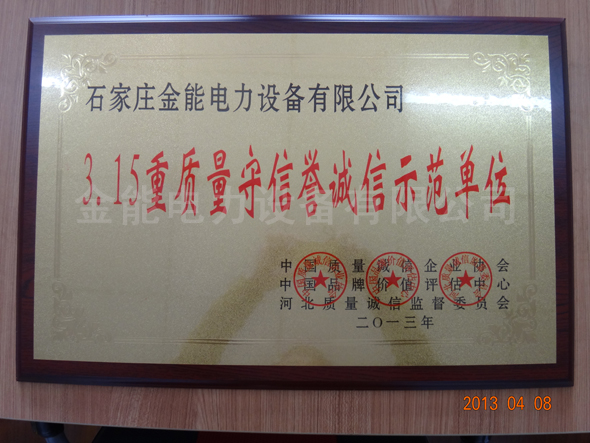 石家庄金能电力设备有限公司
3.15重质量守信誉诚信示范单位
金能电力设备有限公司
中国质量诚信企业协会
中国品牌价值评估中心
河北质量诚信监督委员会
二〇一三年
2013 04 08